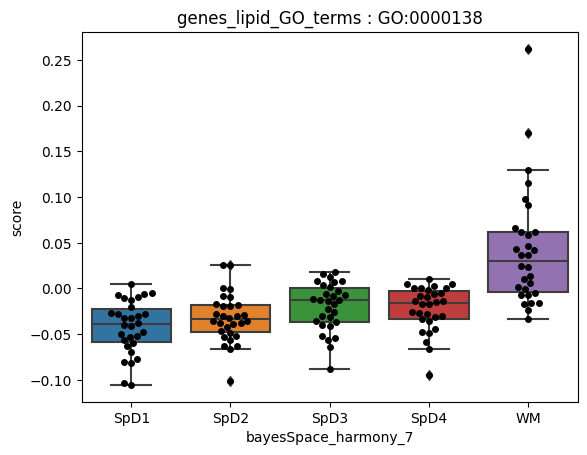 genes_lipid_GO_terms : GO:0000138
0.25
0.20
0.15
0.10
0.05
0.00
−0.05
−0.10
score
SpD1 SpD2 SpD3 SpD4 WM
bayesSpace_harmony_7